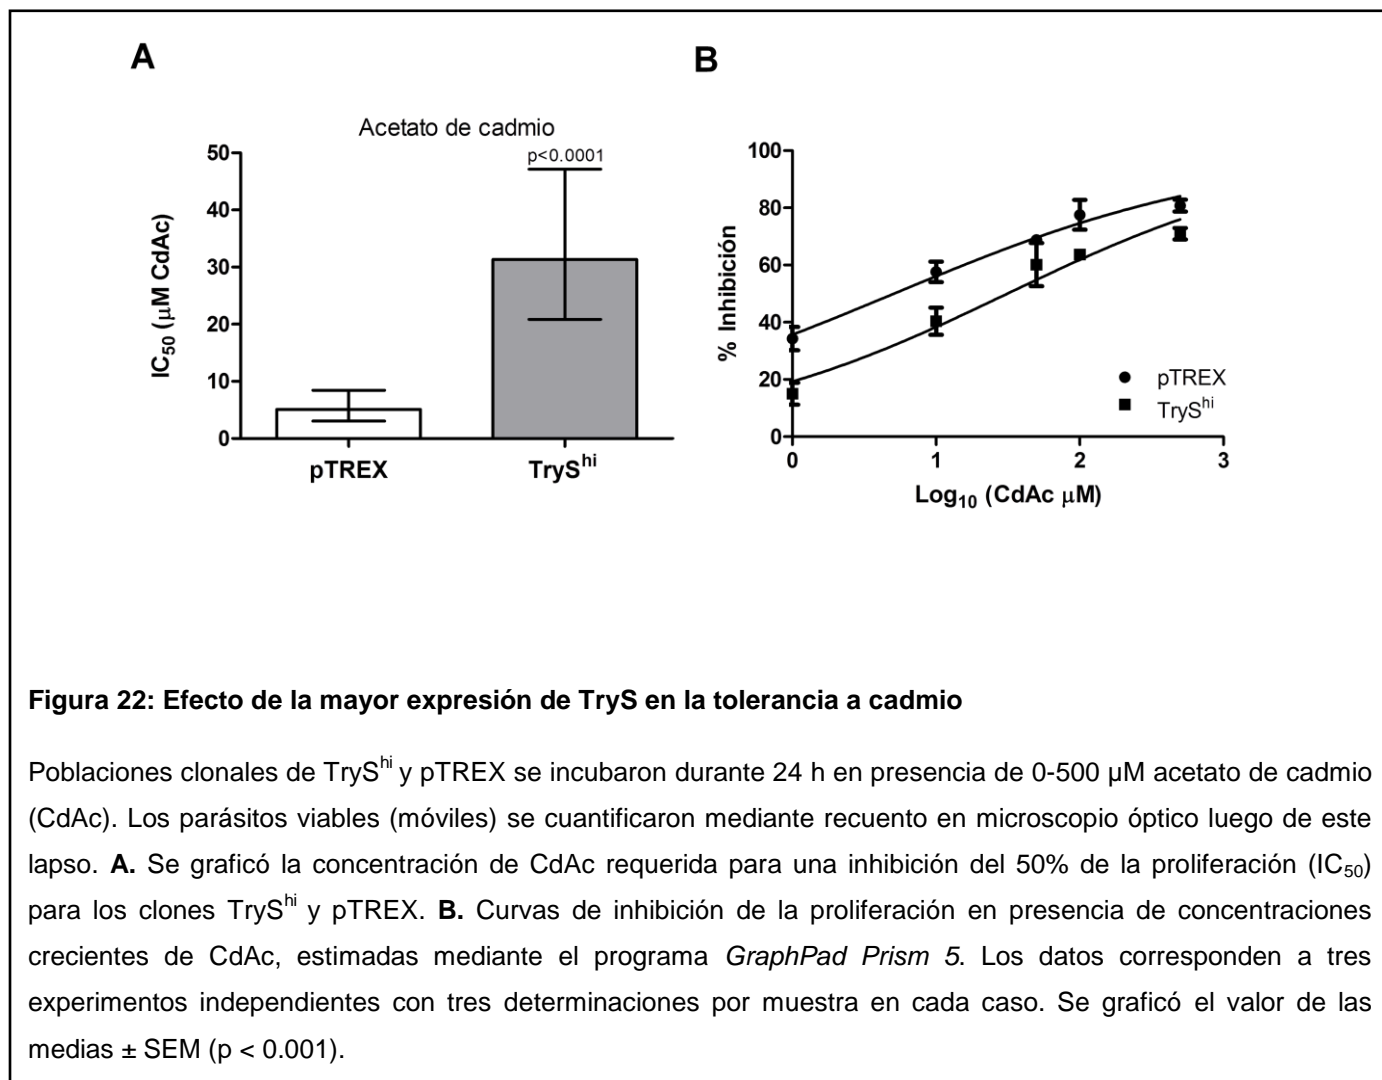 A
Acetato de cadmio
p<0.0001
50
40
30
20
10
0
IC50 (μM CdAc)
pTREX
TryShi
B
100
80
60
40
20
0
% Inhibición
pTREX
TryShi
0 1 2 3
Log10 (CdAc μM)
Figura 22: Efecto de la mayor expresión de TryS en la tolerancia a cadmio
Poblaciones clonales de TryShi y pTREX se incubaron durante 24 h en presencia de 0-500 µM acetato de cadmio
(CdAc). Los parásitos viables (móviles) se cuantificaron mediante recuento en microscopio óptico luego de este
lapso. A. Se graficó la concentración de CdAc requerida para una inhibición del 50% de la proliferación (IC50)
para los clones TryShi y pTREX. B. Curvas de inhibición de la proliferación en presencia de concentraciones
crecientes de CdAc, estimadas mediante el programa GraphPad Prism 5. Los datos corresponden a tres
experimentos independientes con tres determinaciones por muestra en cada caso. Se graficó el valor de las
medias ± SEM (p < 0.001).